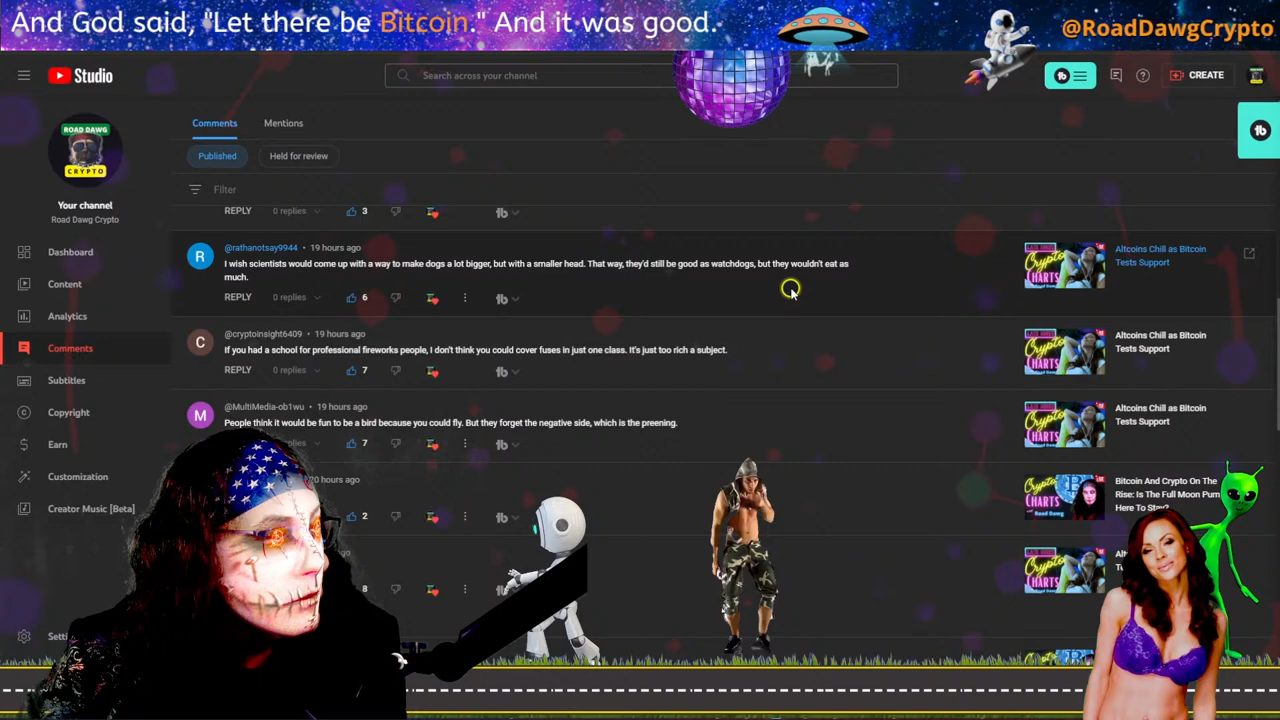 And God said, "Let there be Bitcoin." And it was good.
@RoadDawgCrypto
Studio
Search across your channel
CREATE
ROAD DAWG
CRYPTO
Your channel
Road Dawg Crypto
Dashboard
Content
Analytics
Comments
Subtitles
Copyright
Earn
Customization
Creator Music [Beta]
Comments Mentions
Published Held for review
Filter
REPLY 0 replies 3
R
@rathanotsay9944 • 19 hours ago
I wish scientists would come up with a way to make dogs a lot bigger, but with a smaller head. That way, they'd still be good as watchdogs, but they wouldn't eat as
much.
REPLY 0 replies 6
Altcoins Chill as Bitcoin
Tests Support
C
@cryptoinsight6409 • 19 hours ago
If you had a school for professional fireworks people, I don't think you could cover fuses in just one class. It's just too rich a subject.
REPLY 0 replies 7
Altcoins Chill as Bitcoin
Tests Support
M
@MultiMedia-ob1wu • 19 hours ago
People think it would be fun to be a bird because you could fly. But they forget the negative side, which is the preening.
replies 7
Altcoins Chill as Bitcoin
Tests Support
20 hours ago
2
Bitcoin And Crypto On The
Rise: Is The Full Moon Pump
Here To Stay?
8